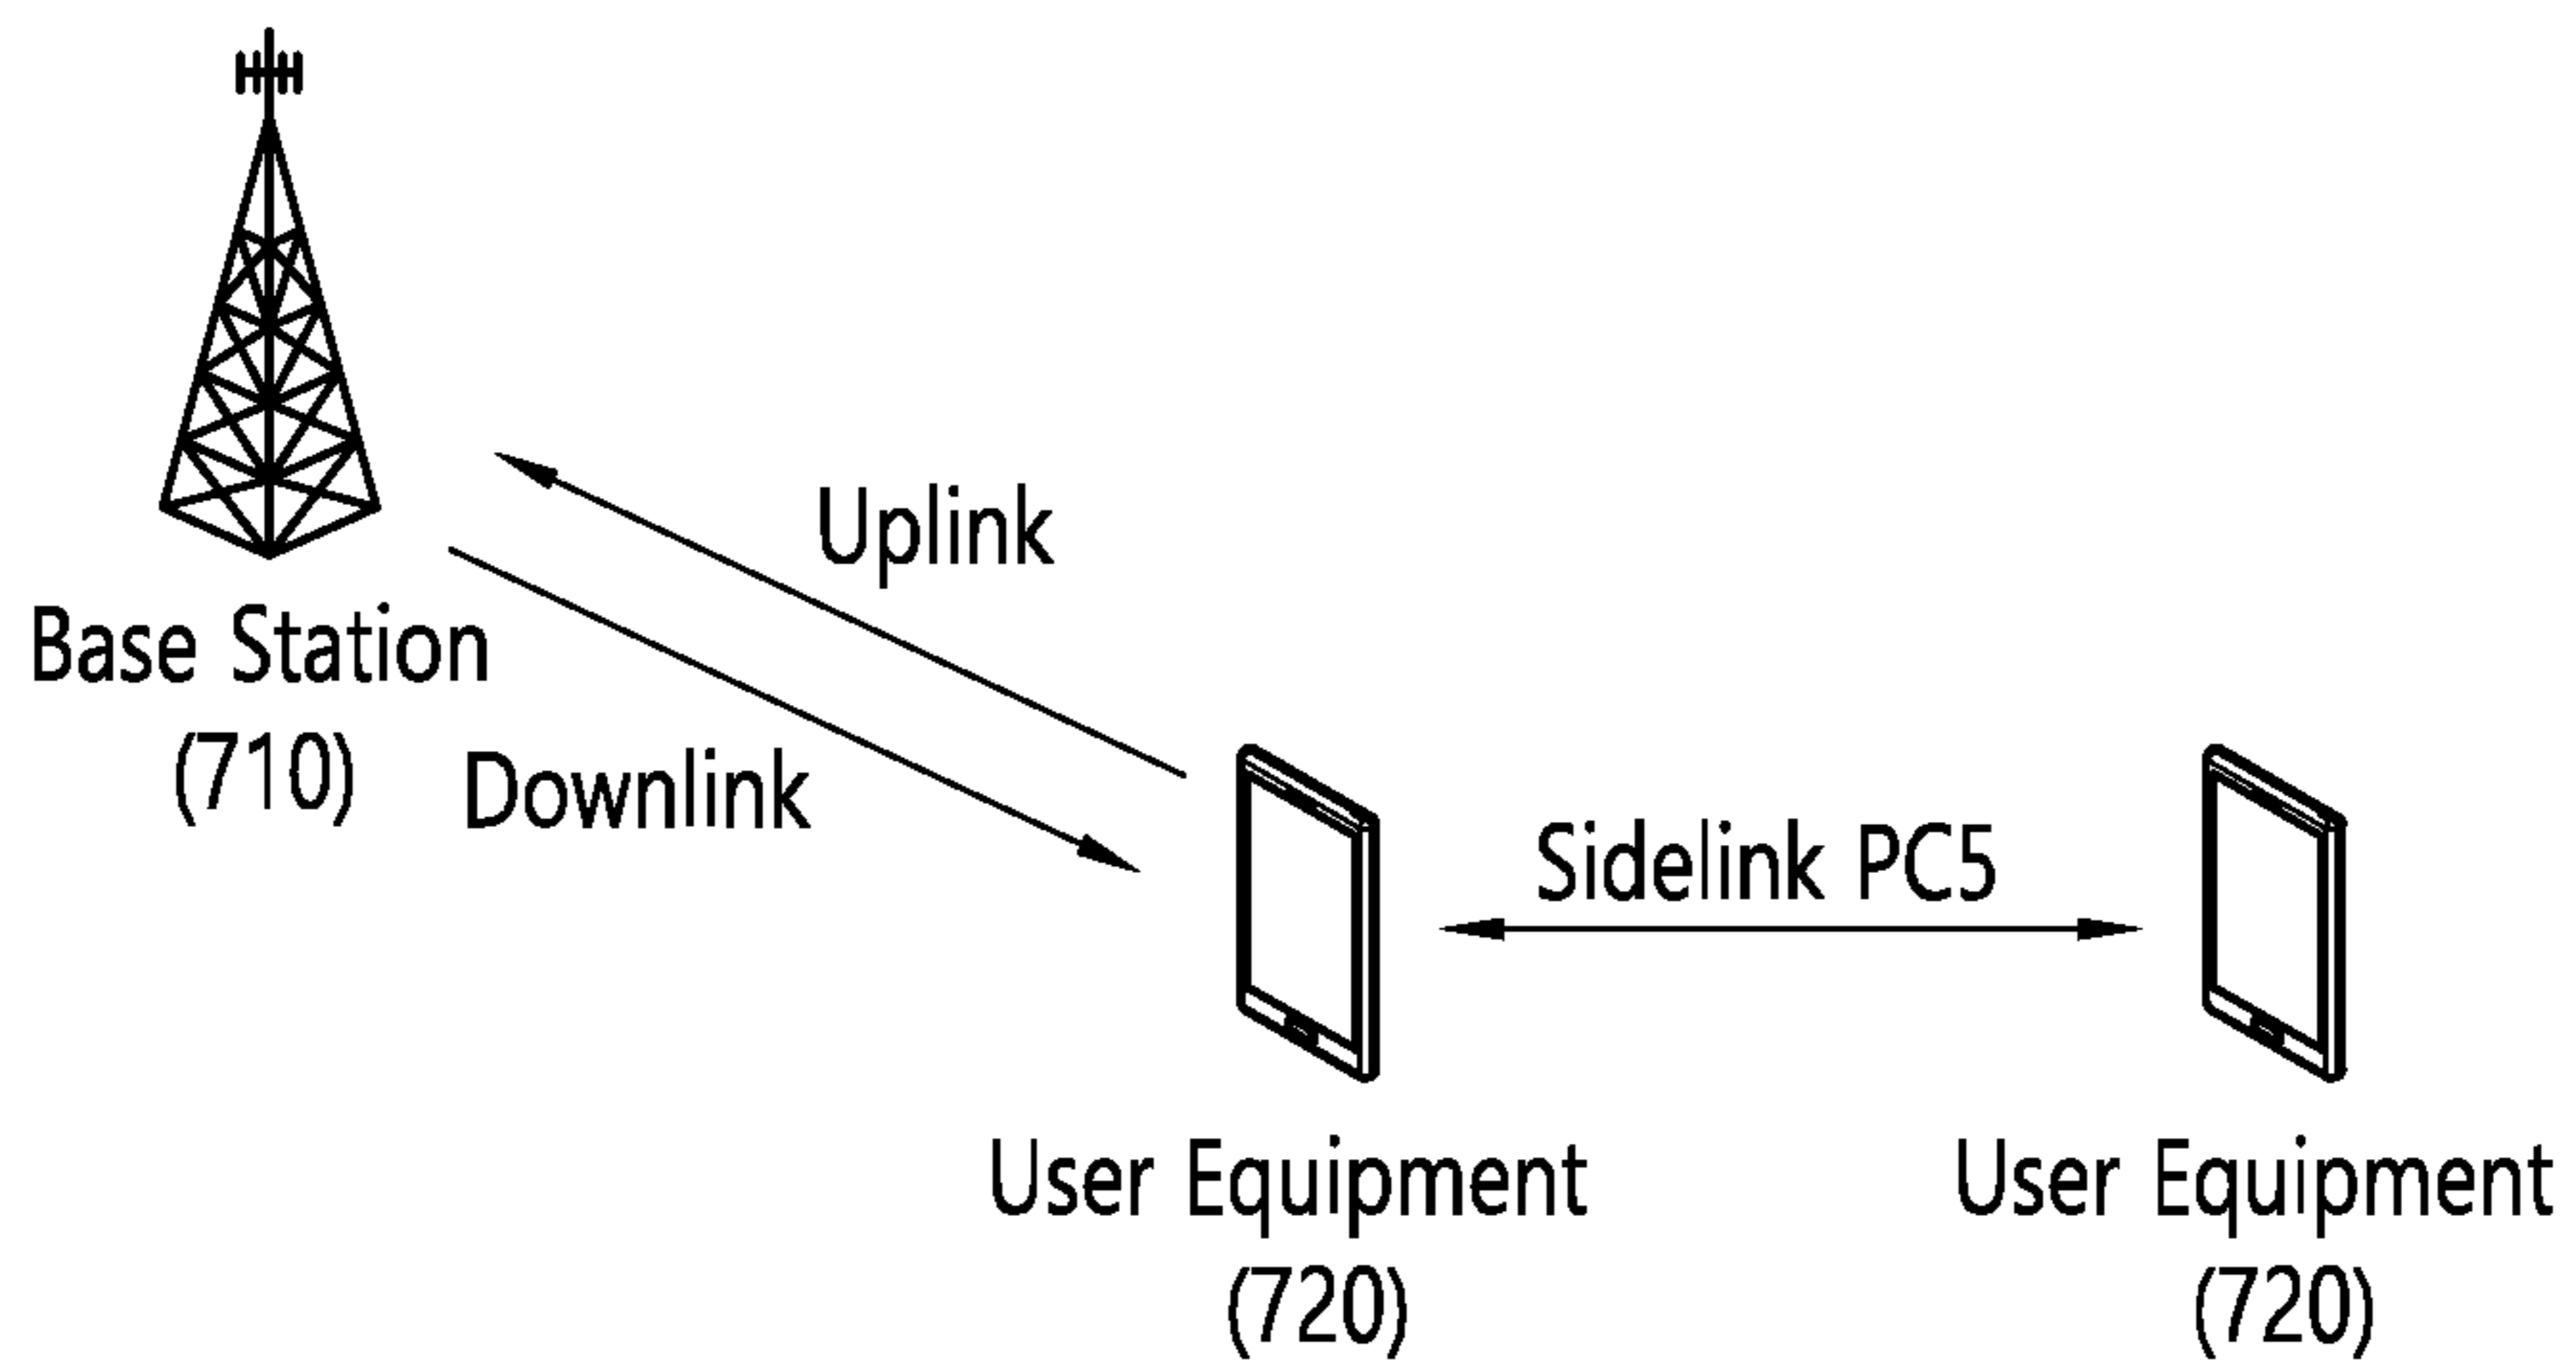 Uplink
Base Station
(710)
Downlink
Sidelink PC5
User Equipment
(720)
User Equipment
(720)